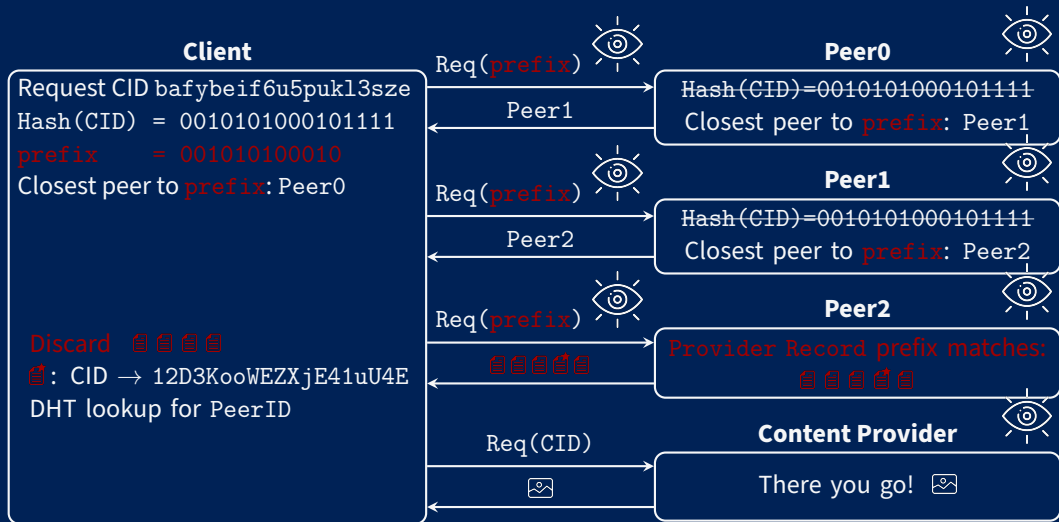 Client
Request CID bafybeif6u5pukl3sze
Hash(CID) = 0010101000101111
prefix = 001010100010
Closest peer to prefix: Peer0
Discard
: CID → 12D3KooWEZXjE41uU4E
DHT lookup for PeerID
Req(prefix)
Peer1
Peer0
Hash(CID)=0010101000101111
Closest peer to prefix: Peer1
Req(prefix)
Peer2
Peer1
Hash(CID)=0010101000101111
Closest peer to prefix: Peer2
Req(prefix)
Peer2
Provider Record prefix matches:
Req(CID)
Content Provider
There you go!